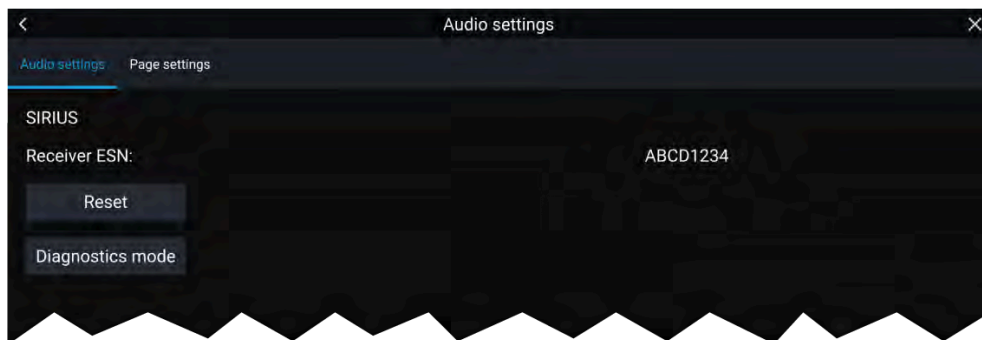 Audio settings
Audio settings Page settings
SIRIUS
Receiver ESN: ABCD1234
Reset
Diagnostics mode